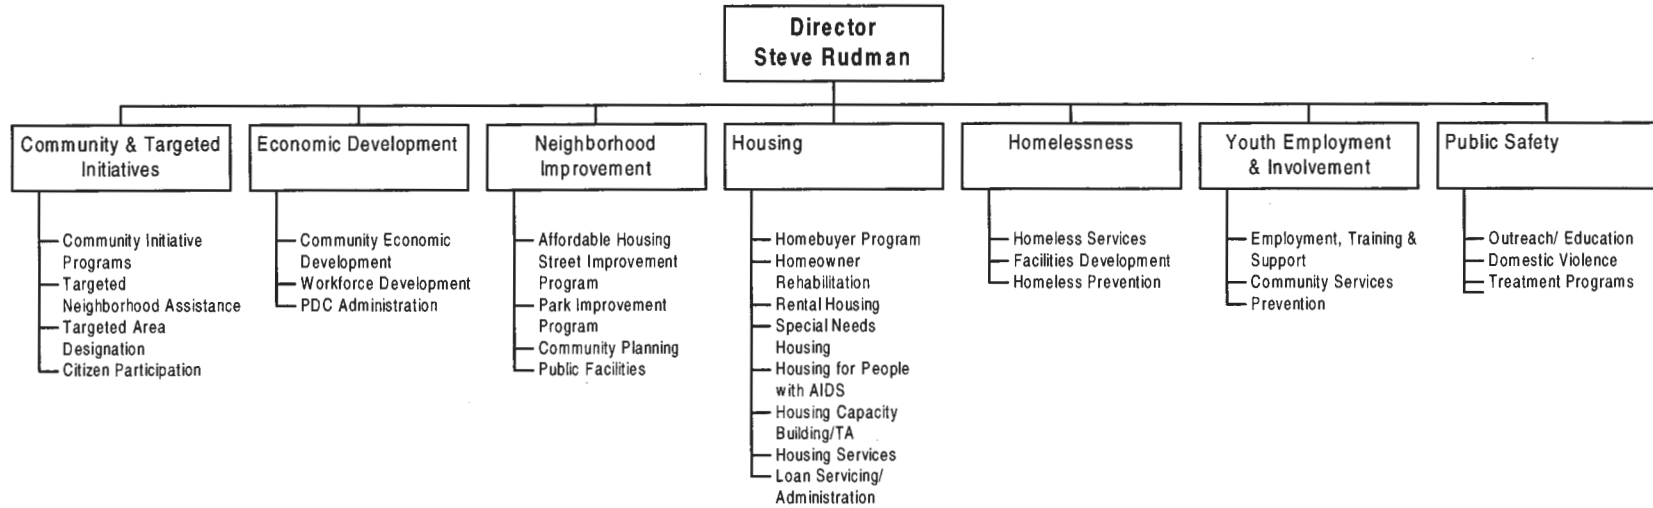 Director
Steve Rudman
Community & Targeted
Initiatives
Community Initiative
Programs
Targeted
Neighborhood Assistance
Targeted Area
Designation
Citizen Participation
Economic Development
Community Economic
Development
Workforce Development
PDC Administration
Neighborhood
Improvement
Affordable Housing
Street Improvement
Program
Park Improvement
Program
Community Planning
Public Facilities
Housing
Homebuyer Program
Homeowner
Rehabilitation
Rental Housing
Special Needs
Housing
Housing for People
with AIDS
Housing Capacity
Building/TA
Housing Services
Loan Servicing/
Administration
Homelessness
Homeless Services
Facilities Development
Homeless Prevention
Youth Employment
& Involvement
Employment, Training &
Support
Community Services
Prevention
Public Safety
Outreach/ Education
Domestic Violence
Treatment Programs